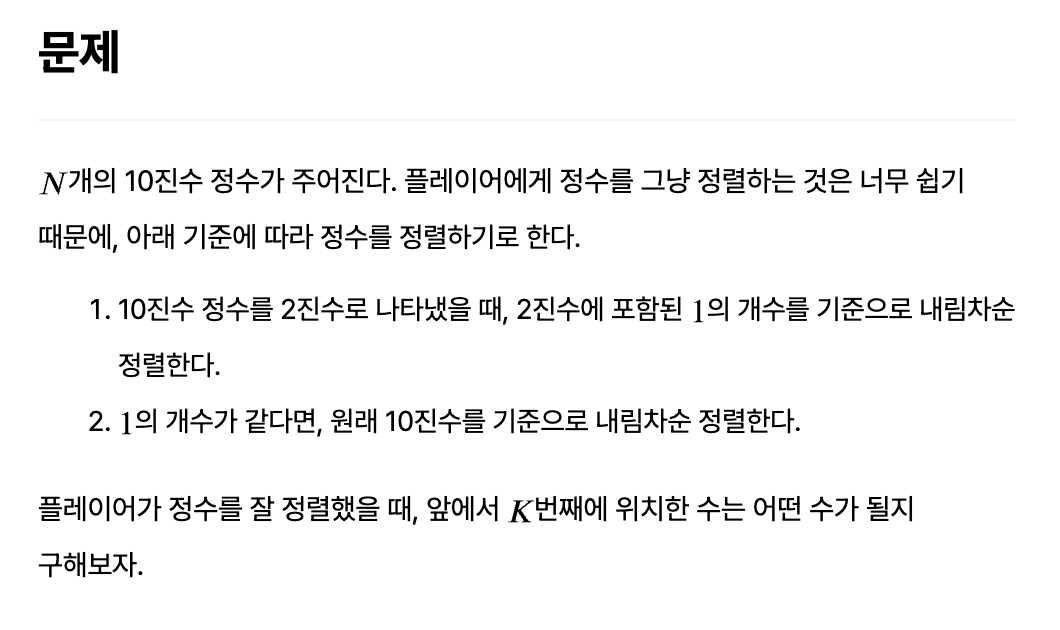 문제
N개의 10진수 정수가 주어진다. 플레이어에게 정수를 그냥 정렬하는 것은 너무 쉽기
때문에, 아래 기준에 따라 정수를 정렬하기로 한다.
1. 10진수 정수를 2진수로 나타냈을 때, 2진수에 포함된 1의 개수를 기준으로 내림차순
정렬한다.
2. 1의 개수가 같다면, 원래 10진수를 기준으로 내림차순 정렬한다.
플레이어가 정수를 잘 정렬했을 때, 앞에서 K번째에 위치한 수는 어떤 수가 될지
구해보자.